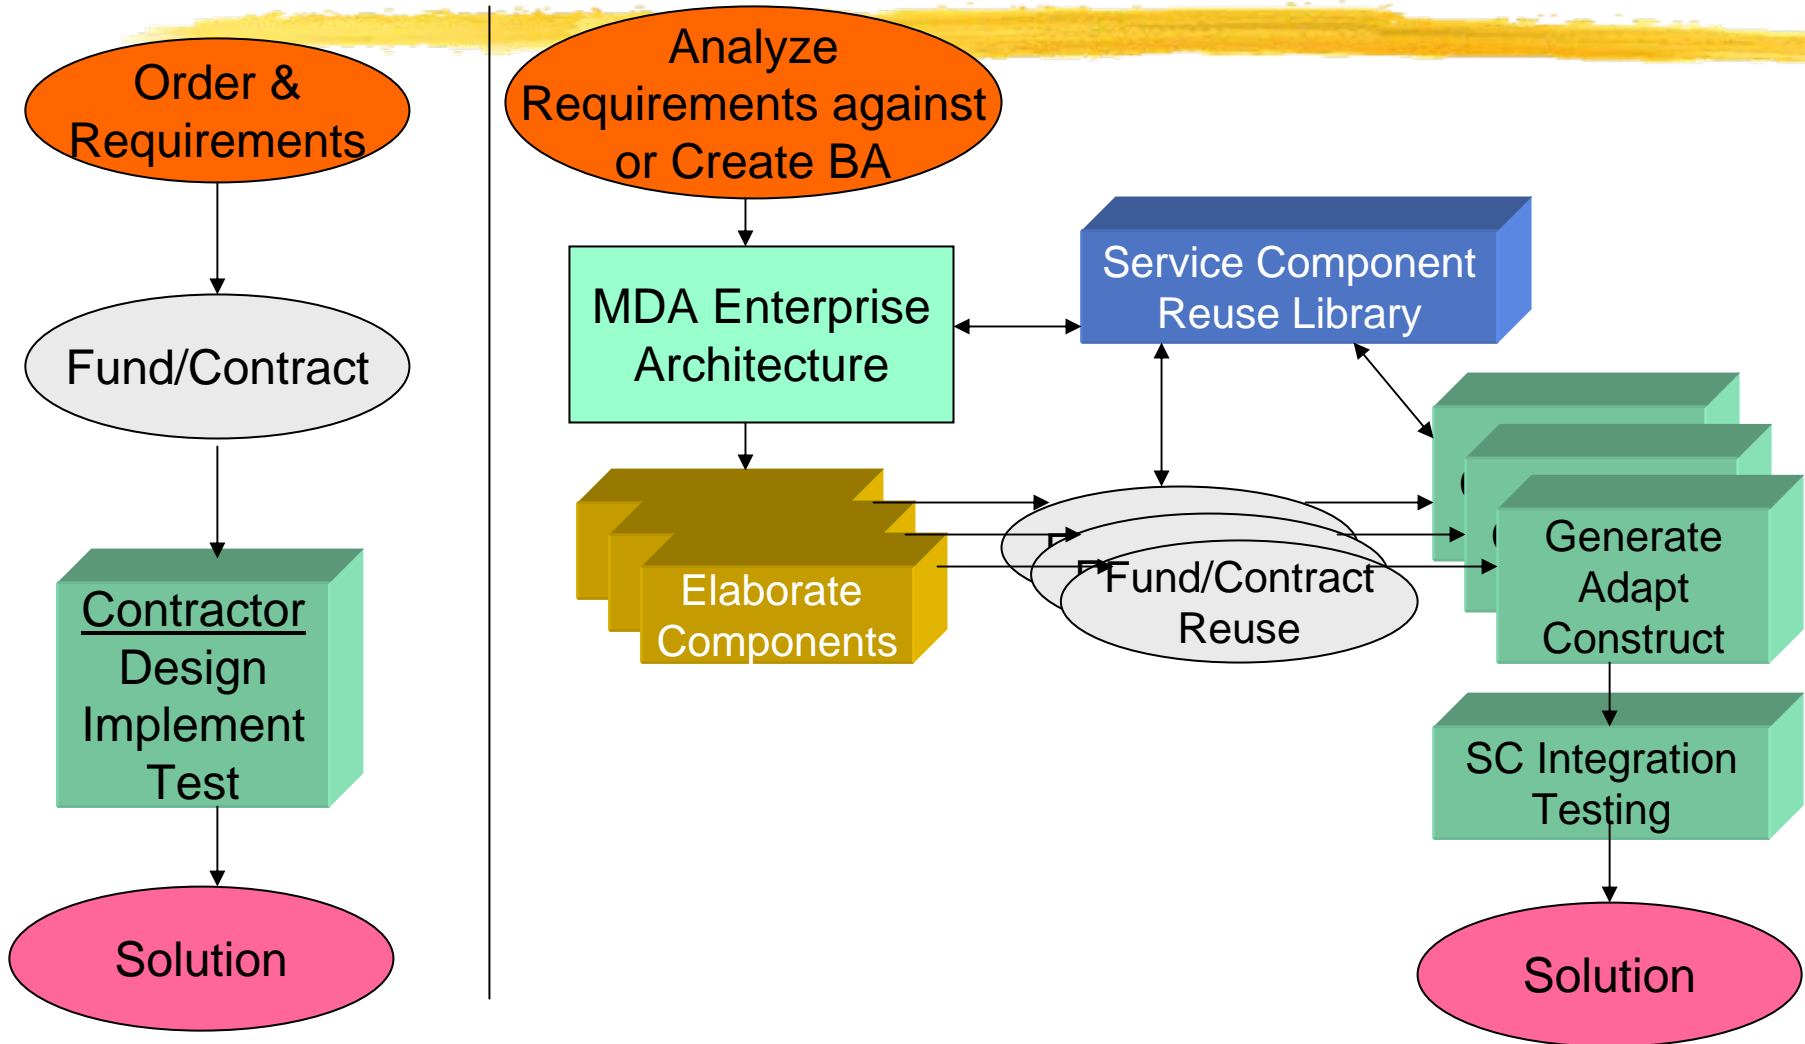 Order &
Requirements
Fund/Contract
Contractor
Design
Implement
Test
Solution
Analyze
Requirements against
or Create BA
MDA Enterprise
Architecture
Service Component
Reuse Library
Elaborate
Components
Fund/Contract
Reuse
Generate
Adapt
Construct
SC Integration
Testing
Solution